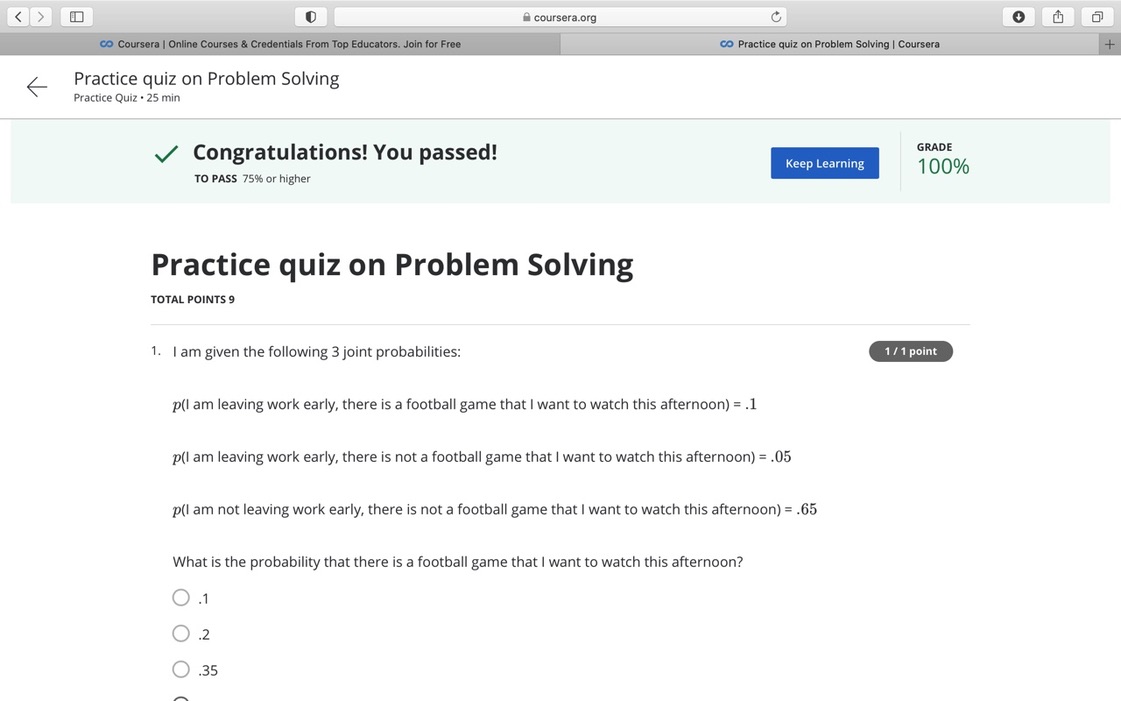 coursera.org
Coursera | Online Courses & Credentials From Top Educators. Join for Free
Practice quiz on Problem Solving | Coursera
Practice quiz on Problem Solving
Practice Quiz • 25 min
Congratulations! You passed!
TO PASS 75% or higher
Keep Learning
GRADE
100%
Practice quiz on Problem Solving
TOTAL POINTS 9
1. I am given the following 3 joint probabilities:
1 / 1 point
p(I am leaving work early, there is a football game that I want to watch this afternoon) = .1
p(I am leaving work early, there is not a football game that I want to watch this afternoon) = .05
p(I am not leaving work early, there is not a football game that I want to watch this afternoon) = .65
What is the probability that there is a football game that I want to watch this afternoon?
.1
.2
.35